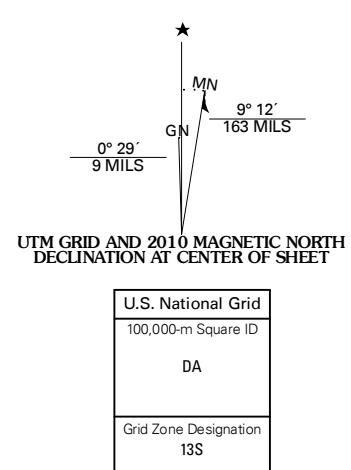 MN
9° 12´
163 MILS
GN
0° 29´
9 MILS
UTM GRID AND 2010 MAGNETIC NORTH
DECLINATION AT CENTER OF SHEET
U.S. National Grid
100,000-m Square ID
DA
Grid Zone Designation
13S